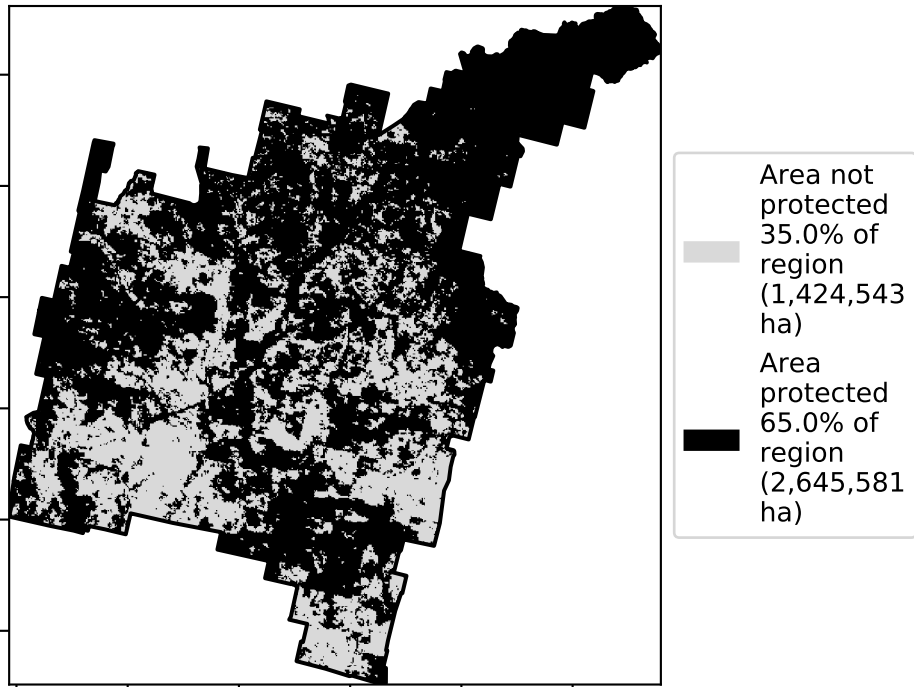 Area not
protected
35.0% of
region
(1,424,543
ha)
Area
protected
65.0% of
region
(2,645,581
ha)